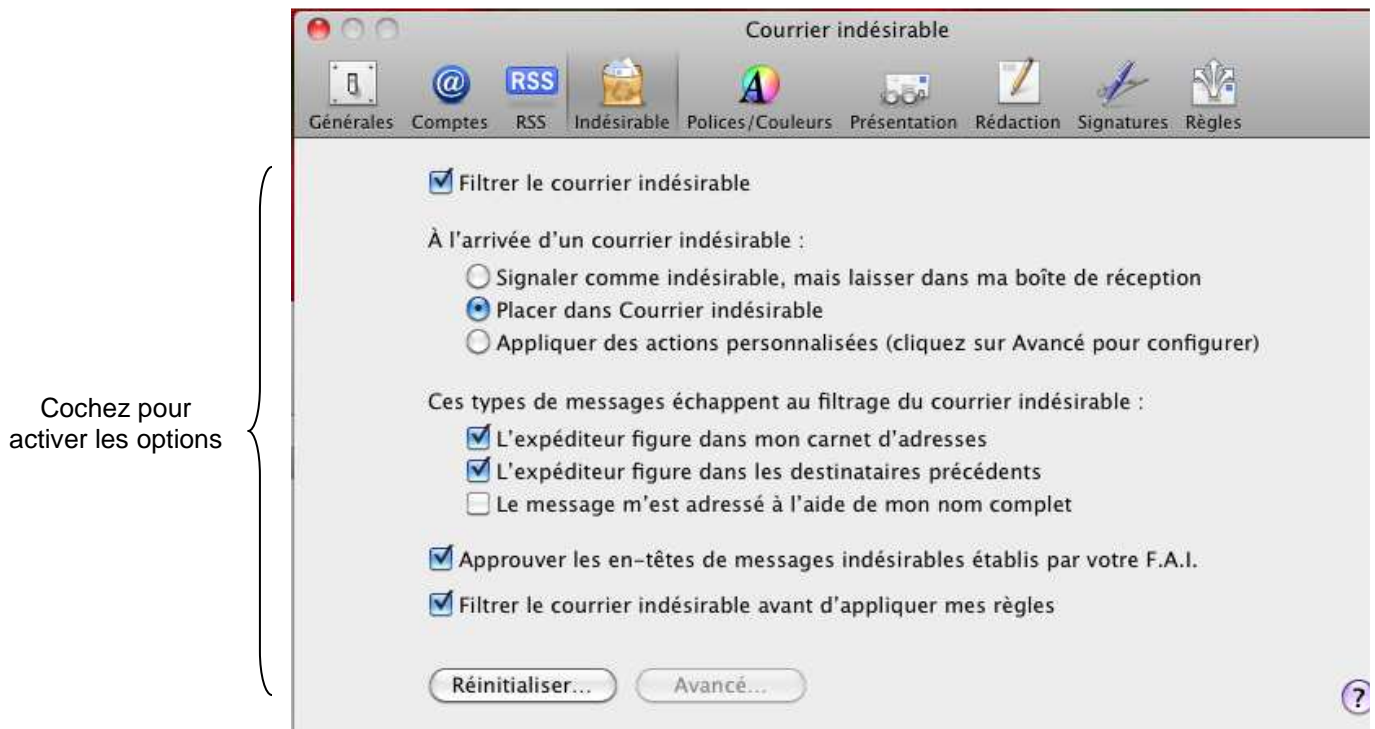 Courrier indésirable
Générales Comptes RSS Indésirable Polices/Couleurs Présentation Rédaction Signatures Règles
Filtrer le courrier indésirable
À l'arrivée d'un courrier indésirable :
Signaler comme indésirable, mais laisser dans ma boîte de réception
Placer dans Courrier indésirable
Appliquer des actions personnalisées (cliquez sur Avancé pour configurer)
Cochez pour
activer les options
Ces types de messages échappent au filtrage du courrier indésirable :
L'expéditeur figure dans mon carnet d'adresses
L'expéditeur figure dans les destinataires précédents
Le message m'est adressé à l'aide de mon nom complet
Approuver les en-têtes de messages indésirables établis par votre F.A.I.
Filtrer le courrier indésirable avant d'appliquer mes règles
Réinitialiser... Avancé... ?